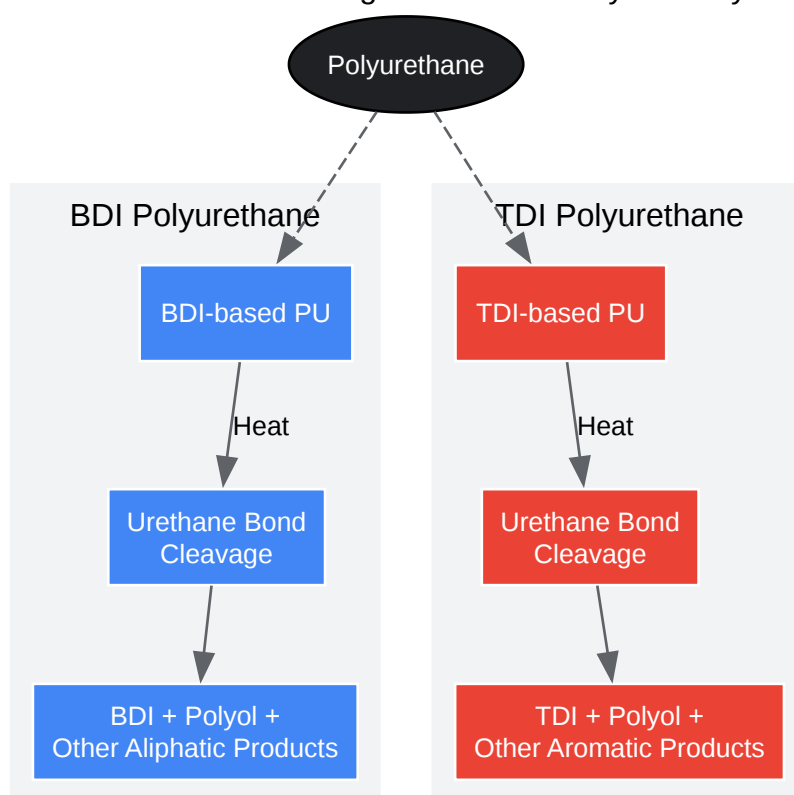 Polyurethane
BDI Polyurethane
TDI Polyurethane
BDI-based PU
TDI-based PU
Heat
Heat
Urethane Bond
Cleavage
Urethane Bond
Cleavage
BDI + Polyol +
Other Aliphatic Products
TDI + Polyol +
Other Aromatic Products